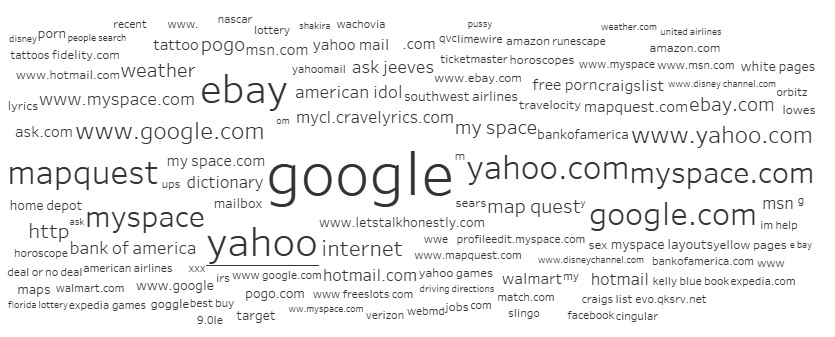 recent www. nascar lottery shakira wachovia pussy weather.com united airlines
disney porn people search tattoo pogo msn.com yahoo mail .com qvc limewire amazon runescape amazon.com
tattoos fidelity.com yahoomail ask jeeves ticketmaster horoscopes www.myspace www.msn.com white pages
www.hotmail.com weather ebay american idol www.ebay.com free porn craigslist www.disney channel.com orbitz
lyrics www.myspace.com southwest airlines travelocity mapquest.com ebay.com lowes
ask.com www.google.com om mycl.cravelyrics.com my space bankofamerica www.yahoo.com
mapquest my space.com google m yahoo.com myspace.com
ups dictionary
home depot mailbox sears map quest y google.com msn g
http ask myspace www.letstalkhonestly.com im help
horoscope bank of america yahoo internet wwe profileedit.myspace.com sex myspace layouts yellow pages e bay
www.mapquest.com www.disneychannel.com bankofamerica.com www
deal or no deal american airlines xxx irs www google.com hotmail.com yahoo games walmart my hotmail kelly blue book expedia.com
maps walmart.com www.google pogo.com www freeslots com driving directions match.com craigs list evo.qksrv.net
florida lottery expedia games goggle best buy ww.myspace.com verizon webmd jobs com slingo facebook cingular
9.0le target